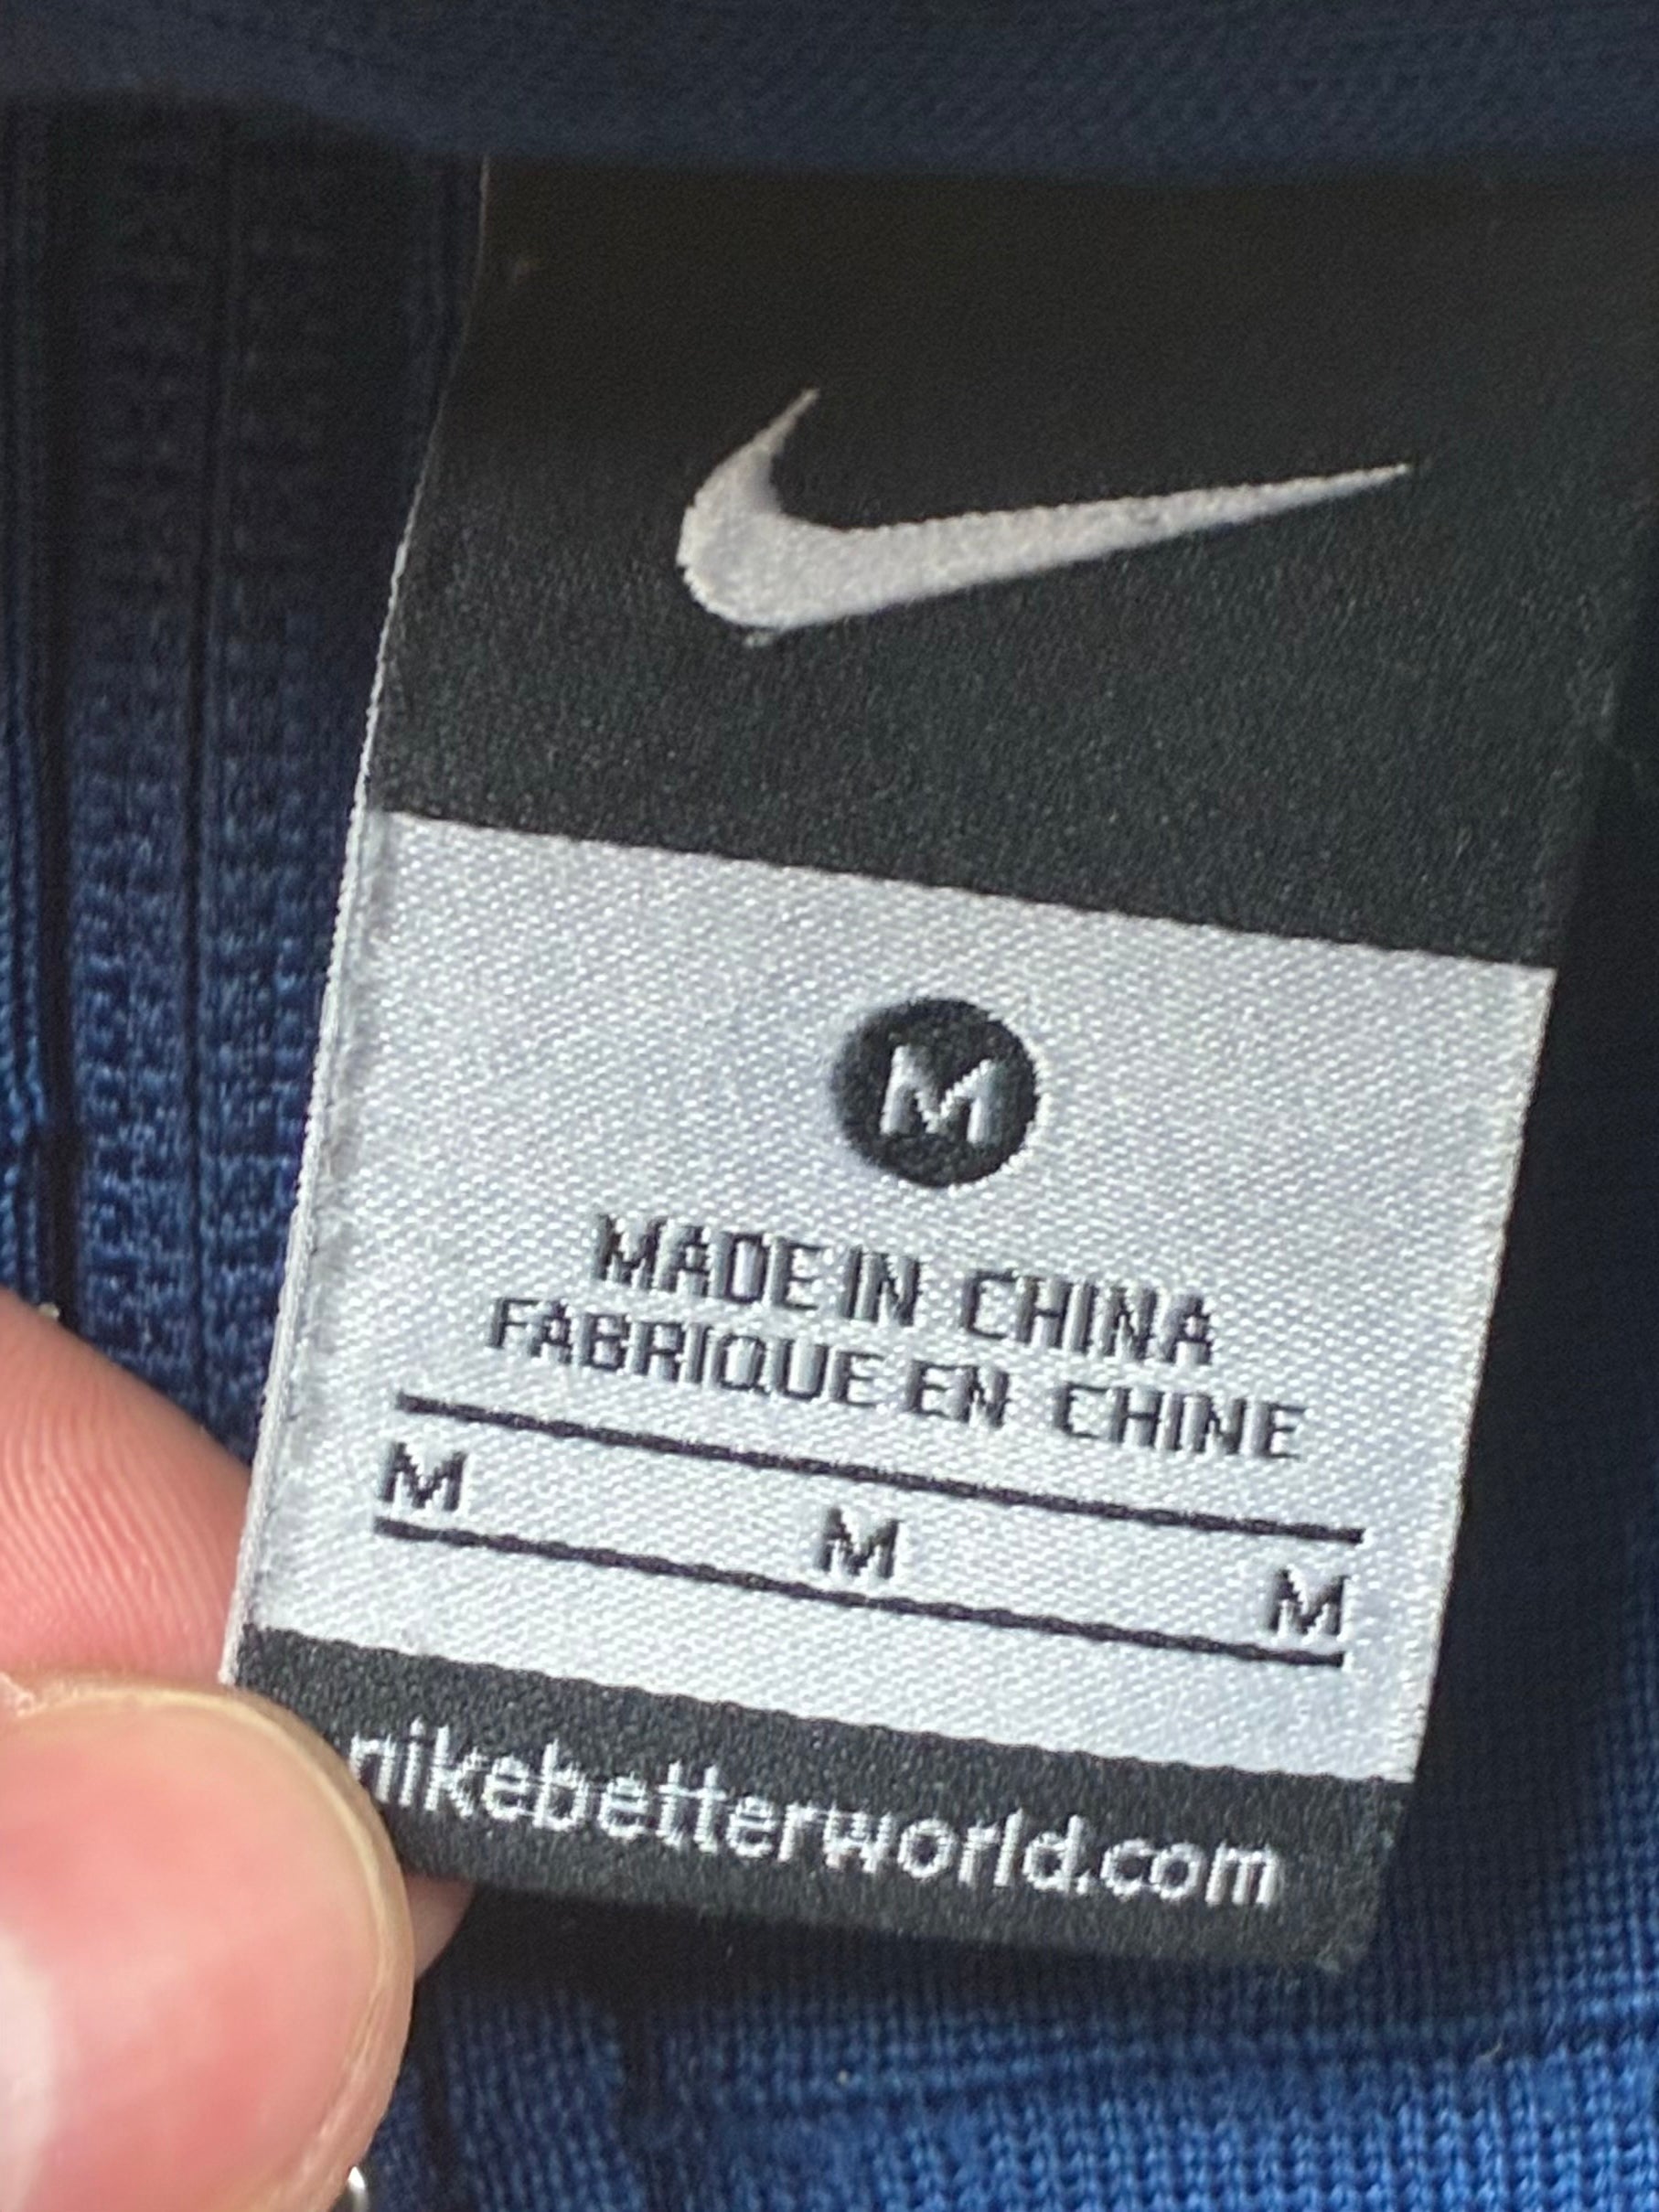 M
MADE IN CHINA
FABRIQUE EN CHINE
M M M
nikebetterworld.com